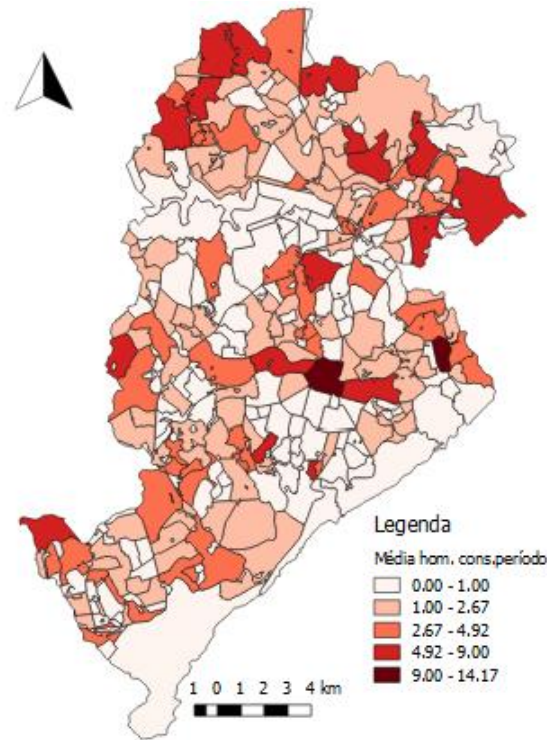 Legenda
Média hom. cons.período
0.00 - 1.00
1.00 - 2.67
2.67 - 4.92
4.92 - 9.00
9.00 - 14.17
1 0 1 2 3 4 km